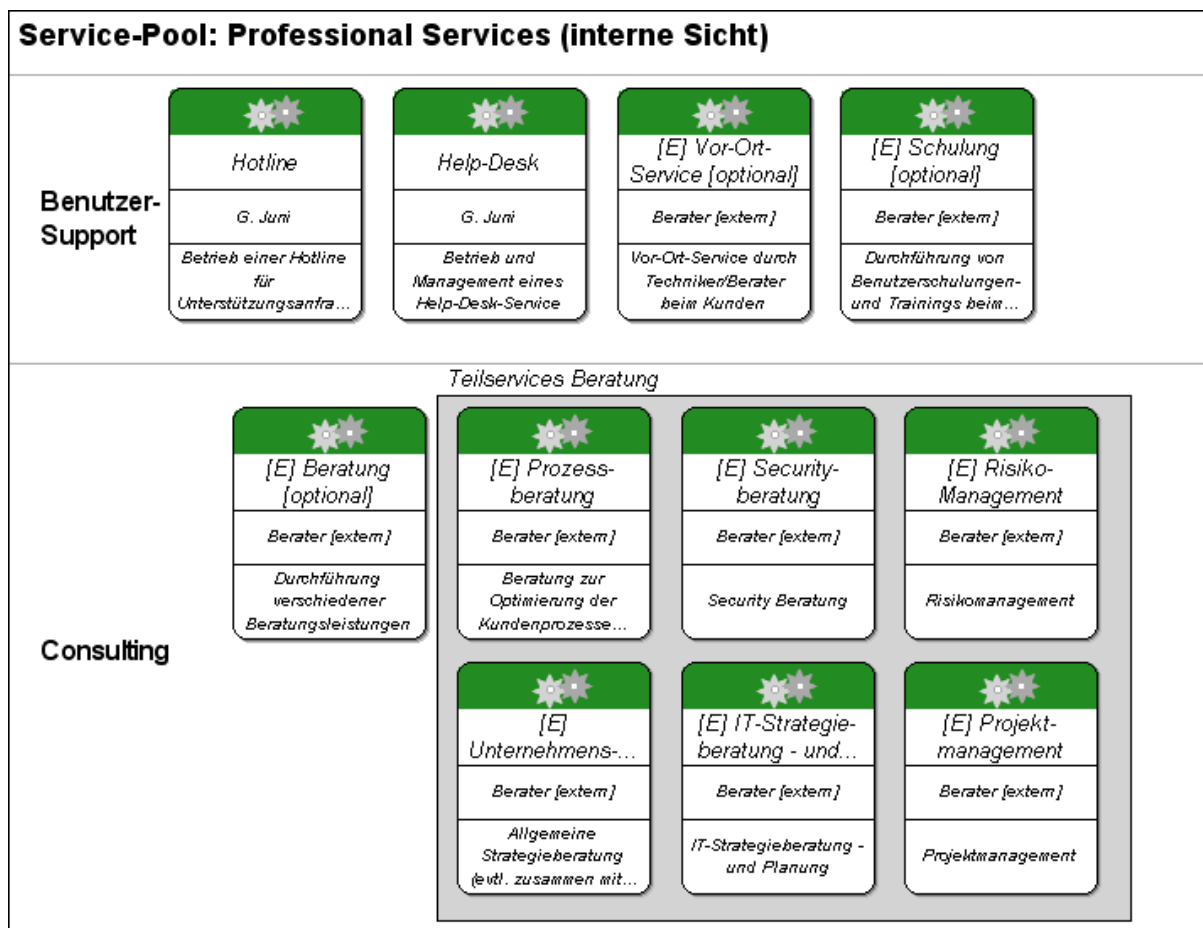 Service-Pool: Professional Services (interne Sicht)
Benutzer-
Support
Hotline
G. Juni
Betrieb einer Hotline
für
Unterstützungsanfra...
Help-Desk
G. Juni
Betrieb und
Management eines
Help-Desk-Service
[E] Vor-Ort-
Service [optional]
Berater [extern]
Vor-Ort-Service durch
Techniker/Berater
beim Kunden
[E] Schulung
[optional]
Berater [extern]
Durchführung von
Benutzerschulungen-
und Trainings beim...
Consulting
[E] Beratung
[optional]
Berater [extern]
Durchführung
verschiedener
Beratungsleistungen
Teilservices Beratung
[E] Prozess-
beratung
Berater [extern]
Beratung zur
Optimierung der
Kundenprozesse...
[E] Security-
beratung
Berater [extern]
Security Beratung
[E] Risiko-
Management
Berater [extern]
Risikomanagement
[E]
Unternehmens-...
Berater [extern]
Allgemeine
Strategieberatung
(evtl. zusammen mit...
[E] IT-Strategie-
beratung - und...
Berater [extern]
IT-Strategieberatung -
und Planung
[E] Projekt-
management
Berater [extern]
Projektmanagement